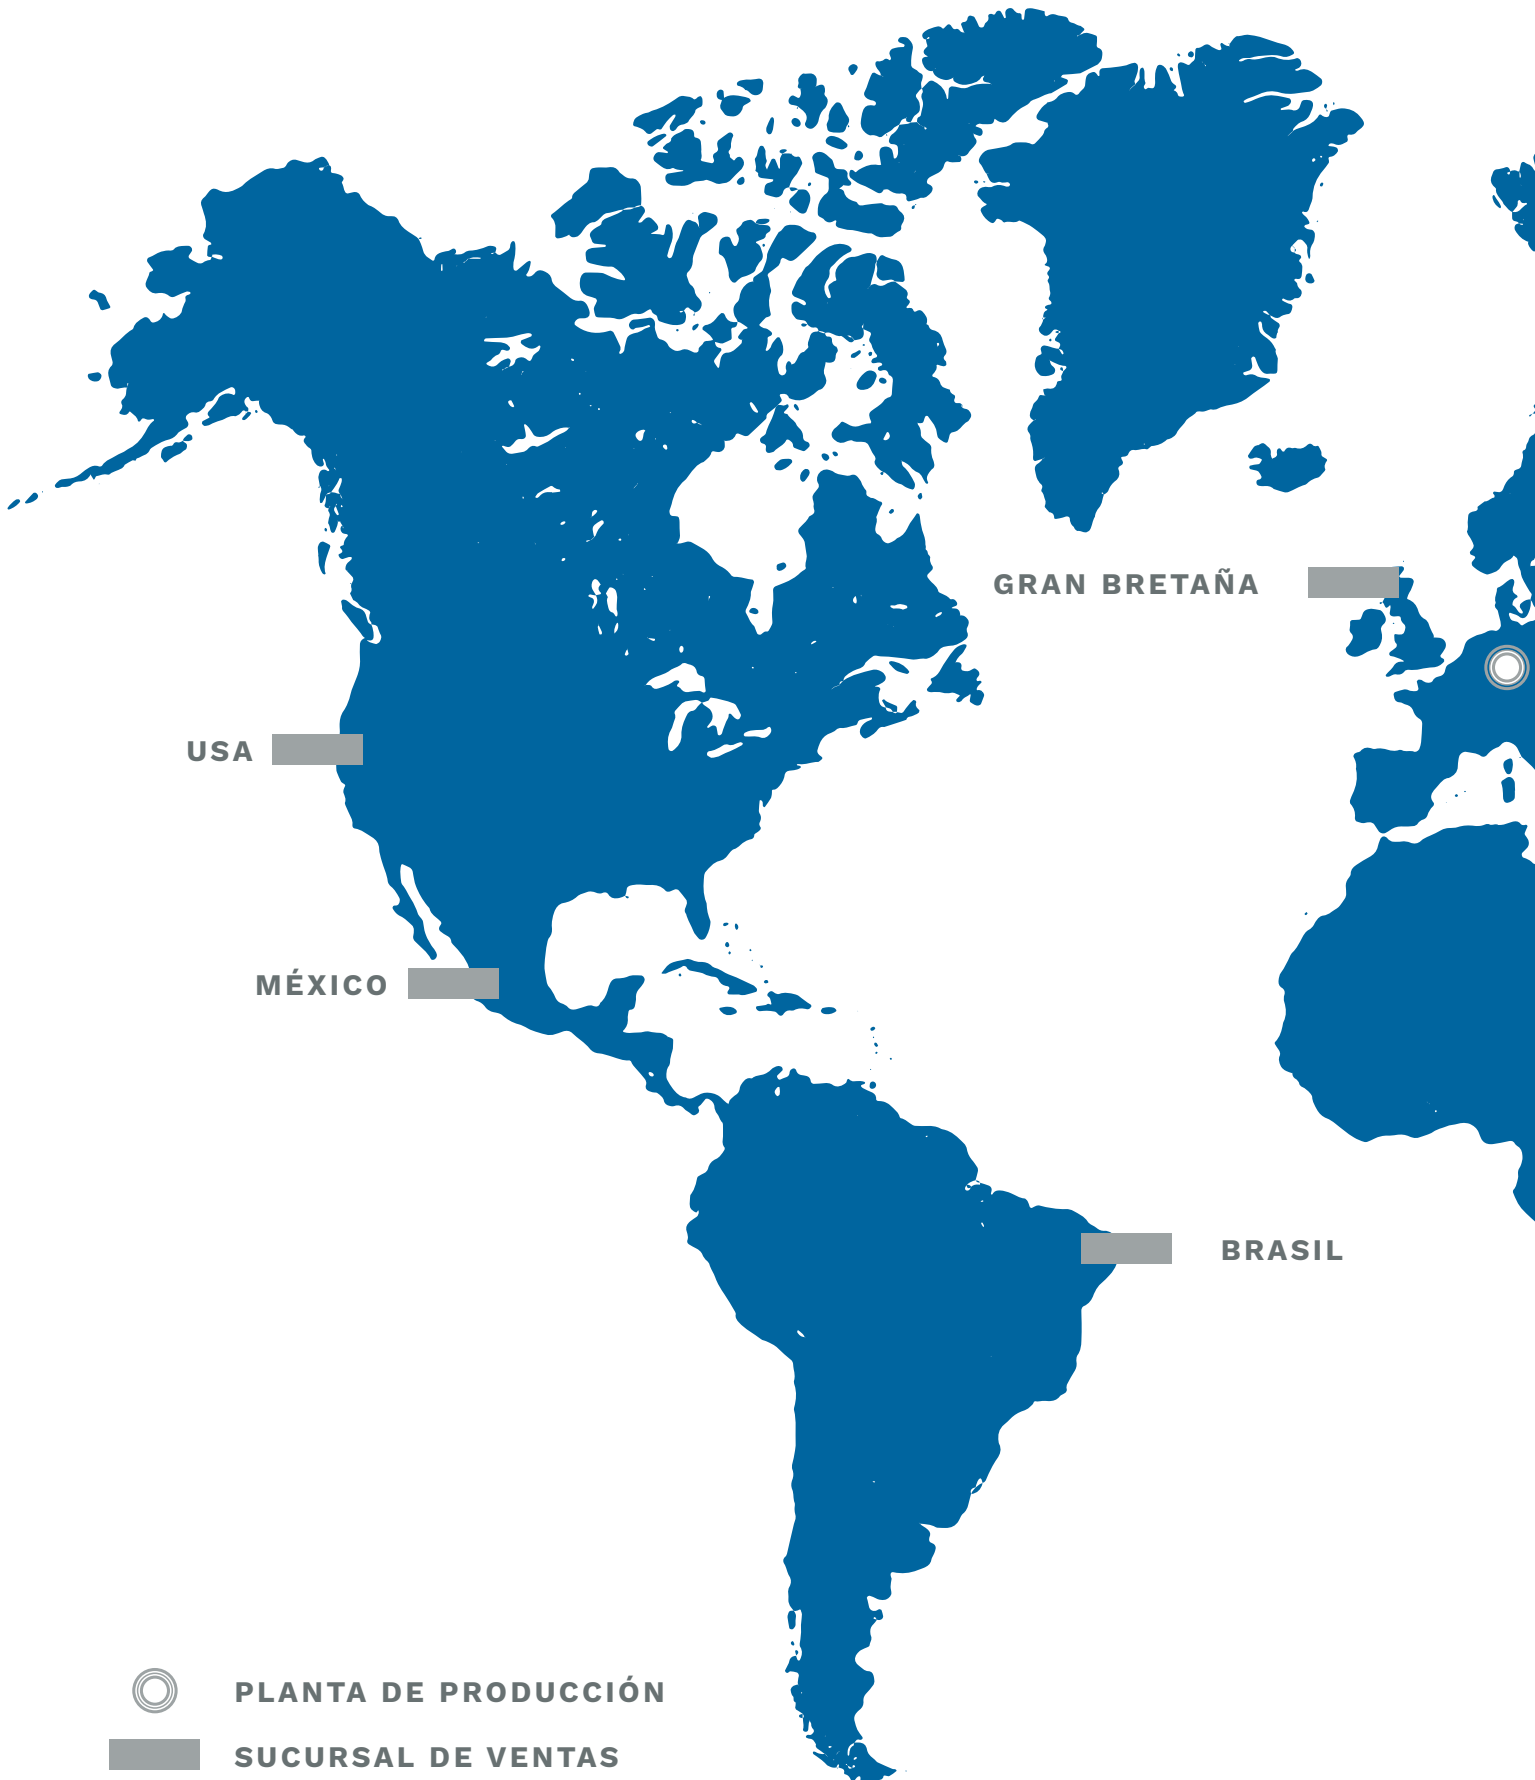 GRAN BRETAÑA
USA
MÉXICO
BRASIL
PLANTA DE PRODUCCIÓN
SUCURSAL DE VENTAS